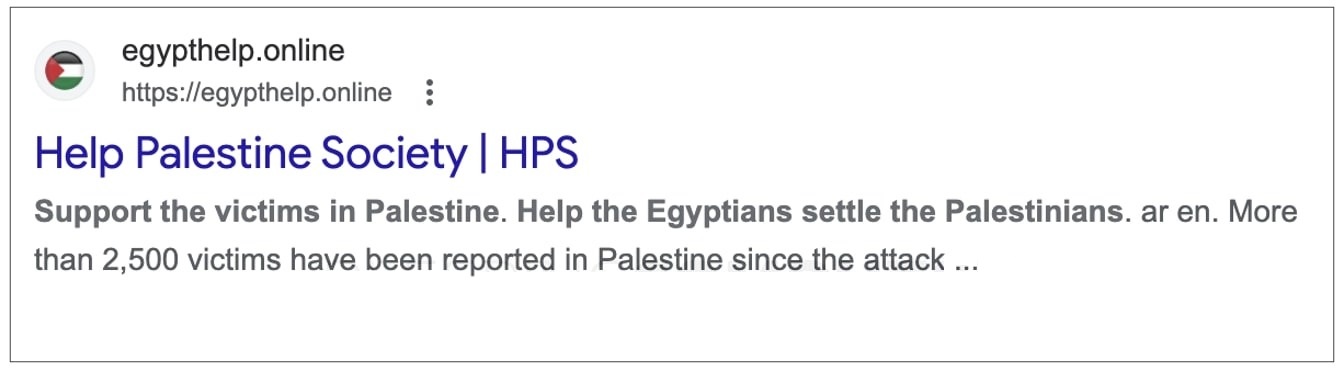 egypthelp.online
https://egypthelp.online
Help Palestine Society | HPS
Support the victims in Palestine. Help the Egyptians settle the Palestinians. ar en. More
than 2,500 victims have been reported in Palestine since the attack ...